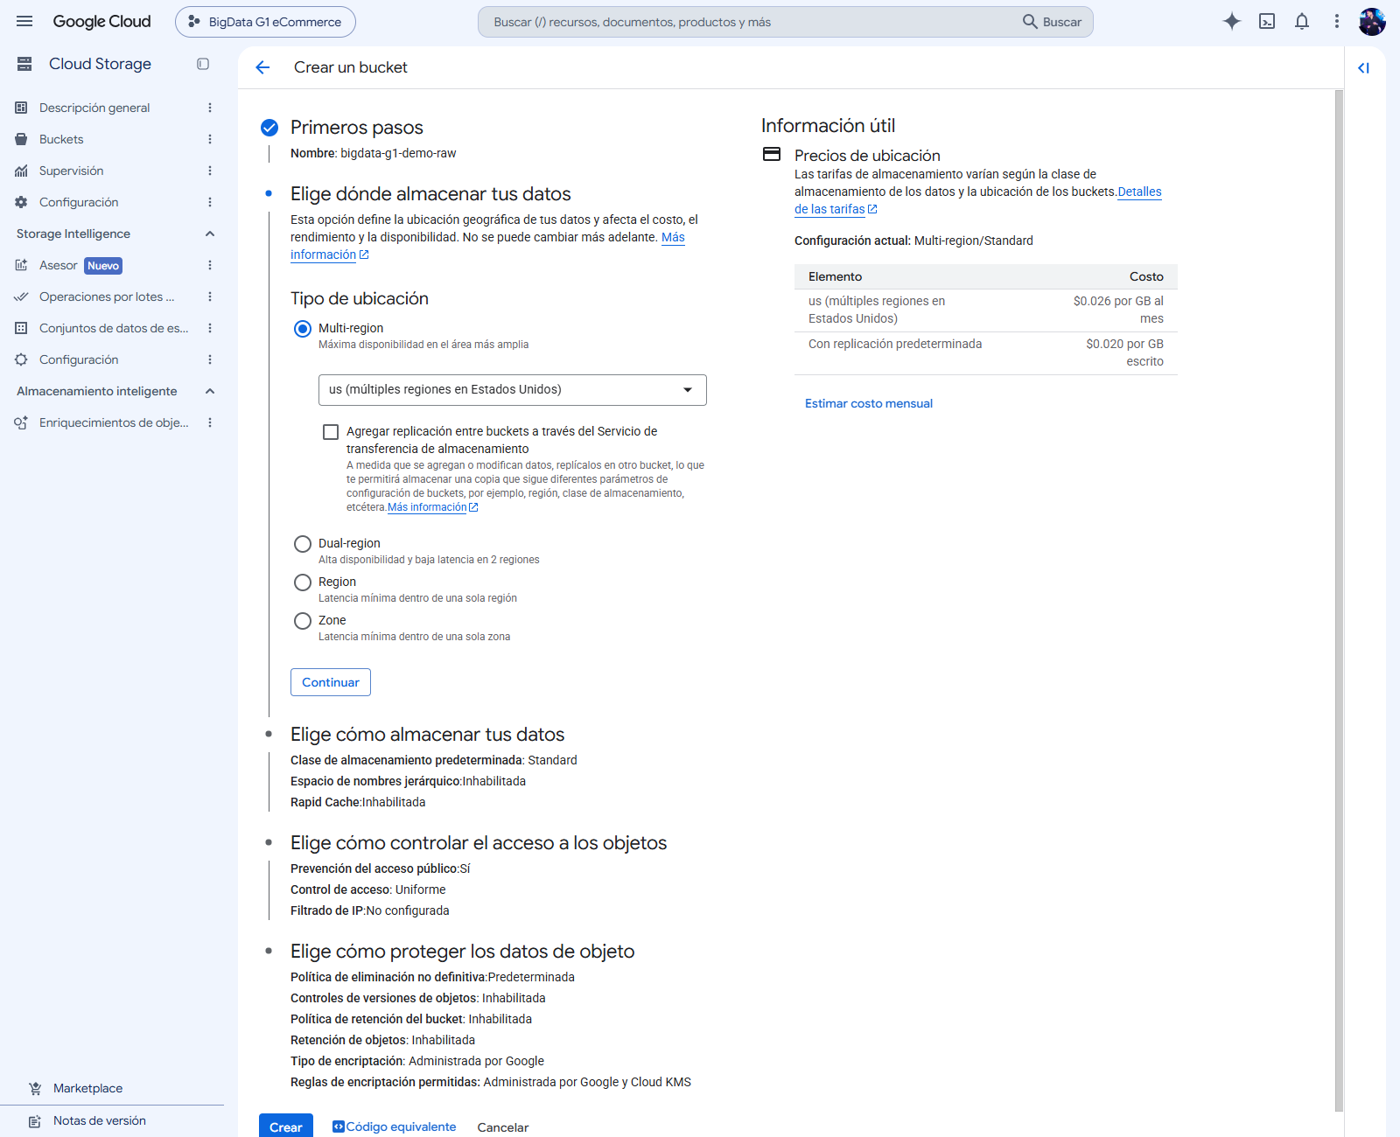 Google Cloud
BigData G1 eCommerce
Buscar (/) recursos, documentos, productos y más
Buscar
Cloud Storage
Descripción general
Buckets
Supervisión
Configuración
Storage Intelligence
Asesor Nuevo
Operaciones por lotes ...
Conjuntos de datos de es...
Configuración
Almacenamiento inteligente
Enriquecimientos de obje...
Marketplace
Notas de versión
Crear un bucket
Primeros pasos
Nombre: bigdata-g1-demo-raw
Elige dónde almacenar tus datos
Esta opción define la ubicación geográfica de tus datos y afecta el costo, el
rendimiento y la disponibilidad. No se puede cambiar más adelante. Más
información
Tipo de ubicación
Multi-region
Máxima disponibilidad en el área más amplia
us (múltiples regiones en Estados Unidos)
Agregar replicación entre buckets a través del Servicio de
transferencia de almacenamiento
A medida que se agregan o modifican datos, replícalos en otro bucket, lo que
te permitirá almacenar una copia que sigue diferentes parámetros de
configuración de buckets, por ejemplo, región, clase de almacenamiento,
etcétera.Más información
Dual-region
Alta disponibilidad y baja latencia en 2 regiones
Region
Latencia mínima dentro de una sola región
Zone
Latencia mínima dentro de una sola zona
Continuar
Elige cómo almacenar tus datos
Clase de almacenamiento predeterminada: Standard
Espacio de nombres jerárquico:Inhabilitada
Rapid Cache:Inhabilitada
Elige cómo controlar el acceso a los objetos
Prevención del acceso público:Sí
Control de acceso: Uniforme
Filtrado de IP:No configurada
Elige cómo proteger los datos de objeto
Política de eliminación no definitiva:Predeterminada
Controles de versiones de objetos: Inhabilitada
Política de retención del bucket: Inhabilitada
Retención de objetos: Inhabilitada
Tipo de encriptación: Administrada por Google
Reglas de encriptación permitidas: Administrada por Google y Cloud KMS
Crear
Código equivalente
Cancelar
Información útil
Precios de ubicación
Las tarifas de almacenamiento varían según la clase de
almacenamiento de los datos y la ubicación de los buckets.Detalles
de las tarifas
Configuración actual: Multi-region/Standard
Elemento Costo
us (múltiples regiones en $0.026 por GB al
Estados Unidos) mes
Con replicación predeterminada $0.020 por GB
escrito
Estimar costo mensual